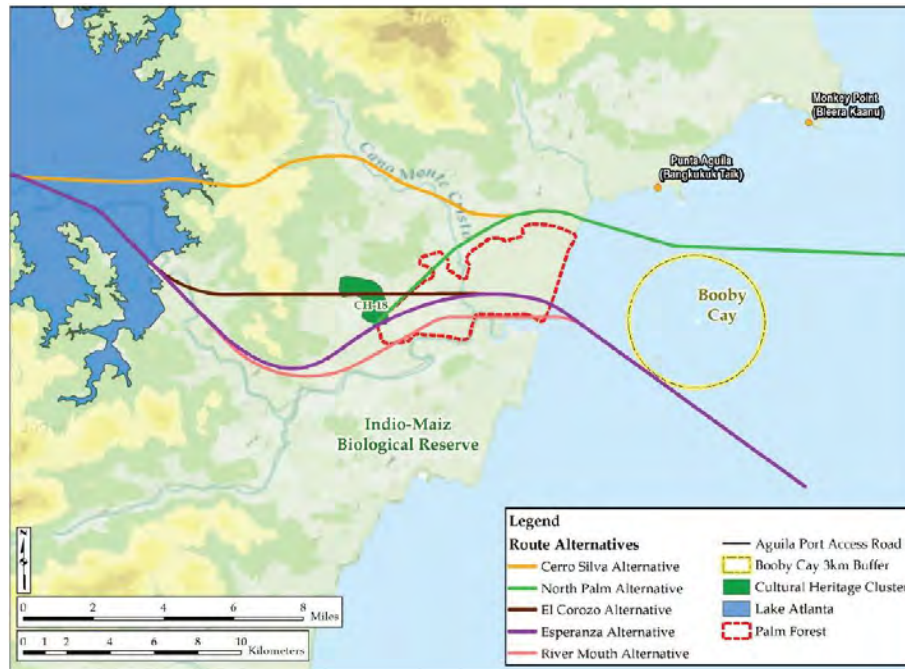 Monkey Point
(Bleera Kaanu)
Punta Aguila
(Bangkukuk Taik)
Cano Monte Cristo
Booby
Cay
CH-18
Indio-Maiz
Biological Reserve
N
0 2 4 6 8
Miles
0 1 2 4 6 8 10
Kilometers
Legend
Route Alternatives
Cerro Silva Alternative
North Palm Alternative
El Corozo Alternative
Esperanza Alternative
River Mouth Alternative
Aguila Port Access Road
Booby Cay 3km Buffer
Cultural Heritage Cluster
Lake Atlanta
Palm Forest